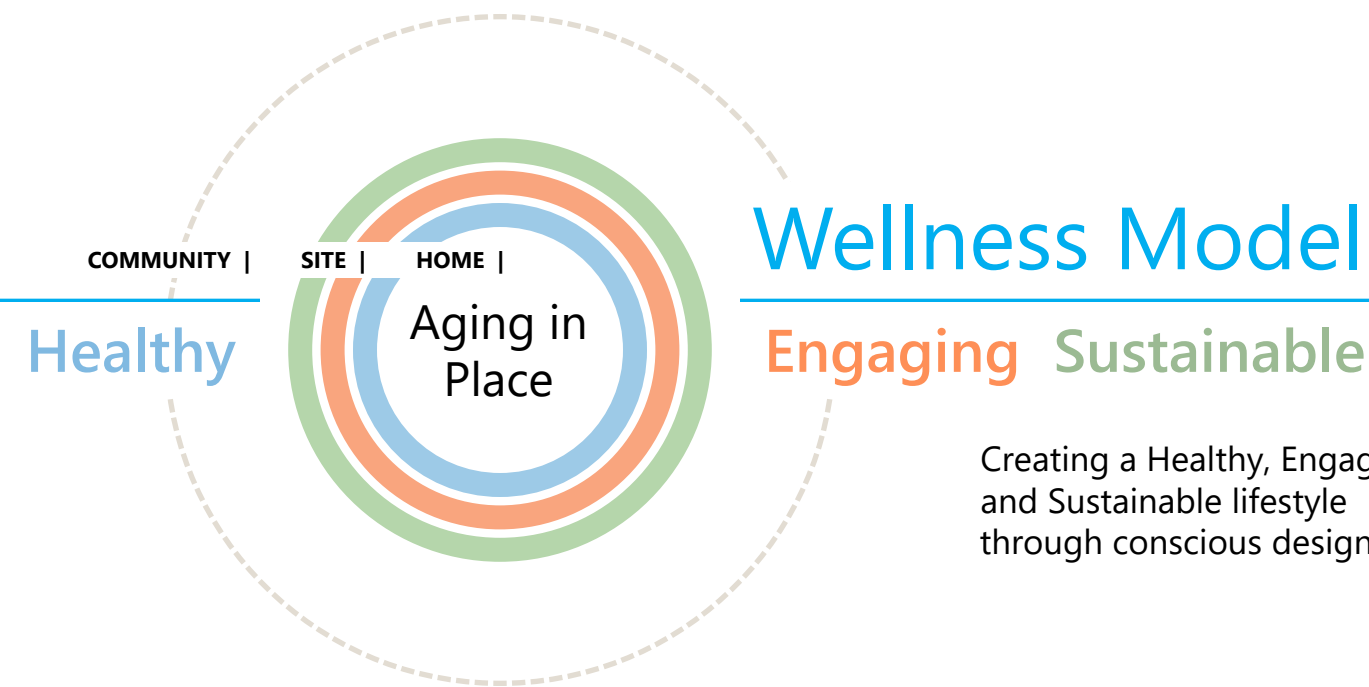 Wellness Model
COMMUNITY | SITE | HOME |
Aging in
Place
Healthy Engaging Sustainable
Creating a Healthy, Engag
and Sustainable lifestyle
through conscious design